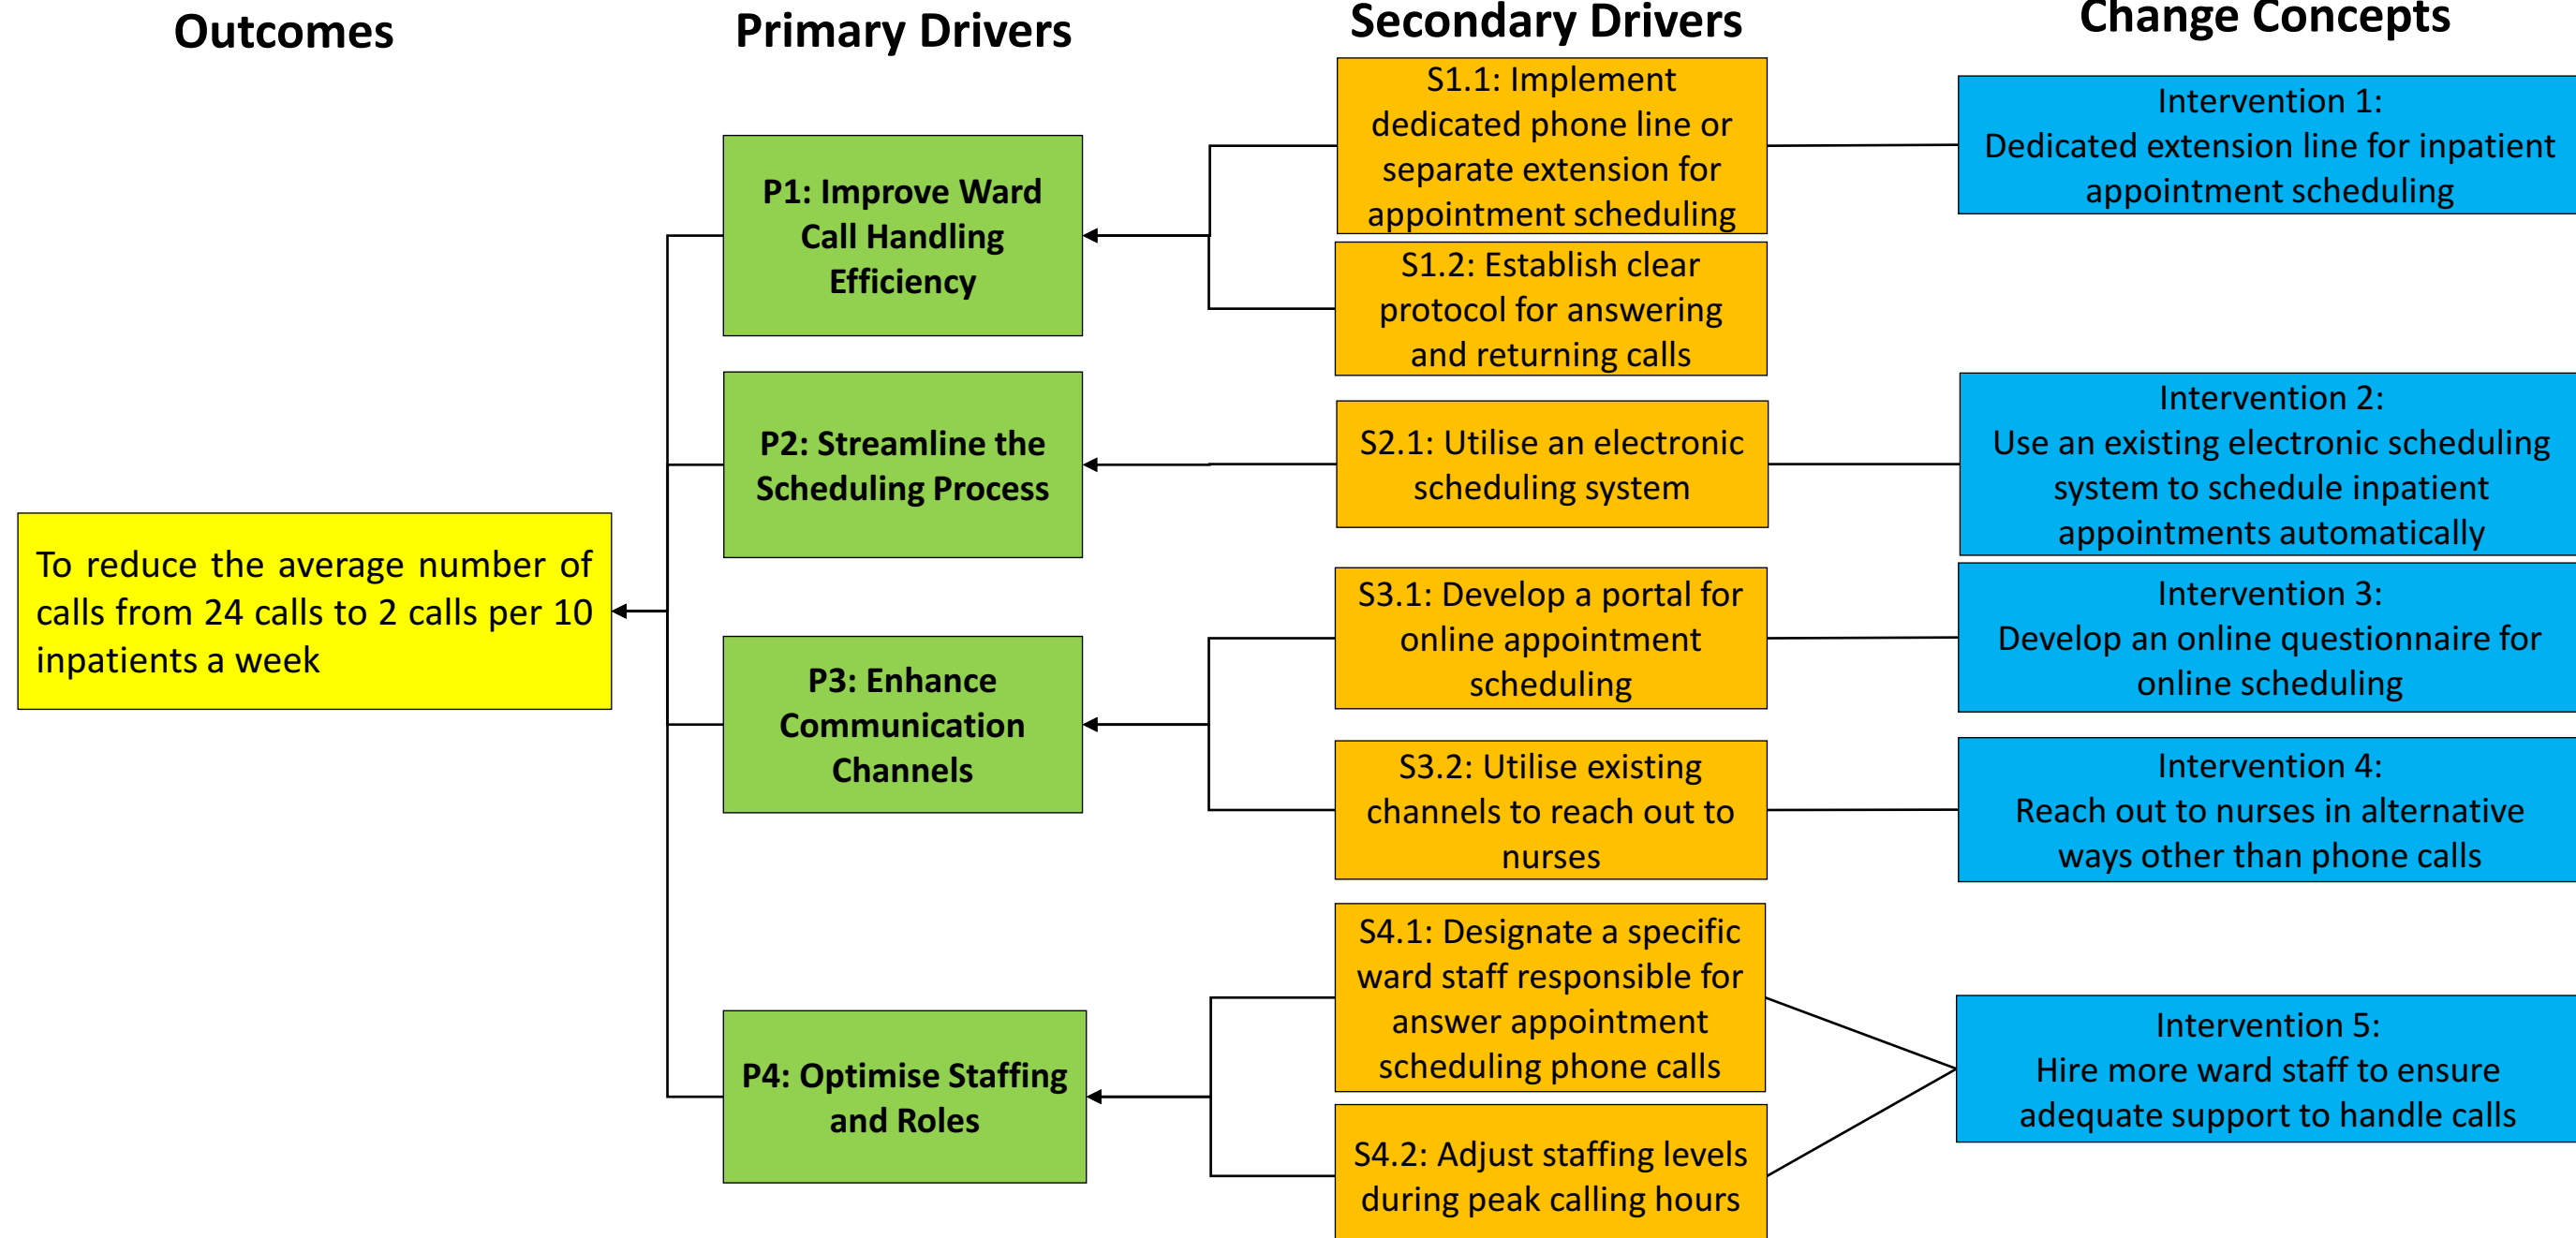 Outcomes
Primary Drivers
Secondary Drivers
Change Concepts
To reduce the average number of
calls from 24 calls to 2 calls per 10
inpatients a week
P1: Improve Ward
Call Handling
Efficiency
P2: Streamline the
Scheduling Process
P3: Enhance
Communication
Channels
P4: Optimise Staffing
and Roles
S1.1: Implement
dedicated phone line or
separate extension for
appointment scheduling
S1.2: Establish clear
protocol for answering
and returning calls
S2.1: Utilise an electronic
scheduling system
S3.1: Develop a portal for
online appointment
scheduling
S3.2: Utilise existing
channels to reach out to
nurses
S4.1: Designate a specific
ward staff responsible for
answer appointment
scheduling phone calls
S4.2: Adjust staffing levels
during peak calling hours
Intervention 1:
Dedicated extension line for inpatient
appointment scheduling
Intervention 2:
Use an existing electronic scheduling
system to schedule inpatient
appointments automatically
Intervention 3:
Develop an online questionnaire for
online scheduling
Intervention 4:
Reach out to nurses in alternative
ways other than phone calls
Intervention 5:
Hire more ward staff to ensure
adequate support to handle calls